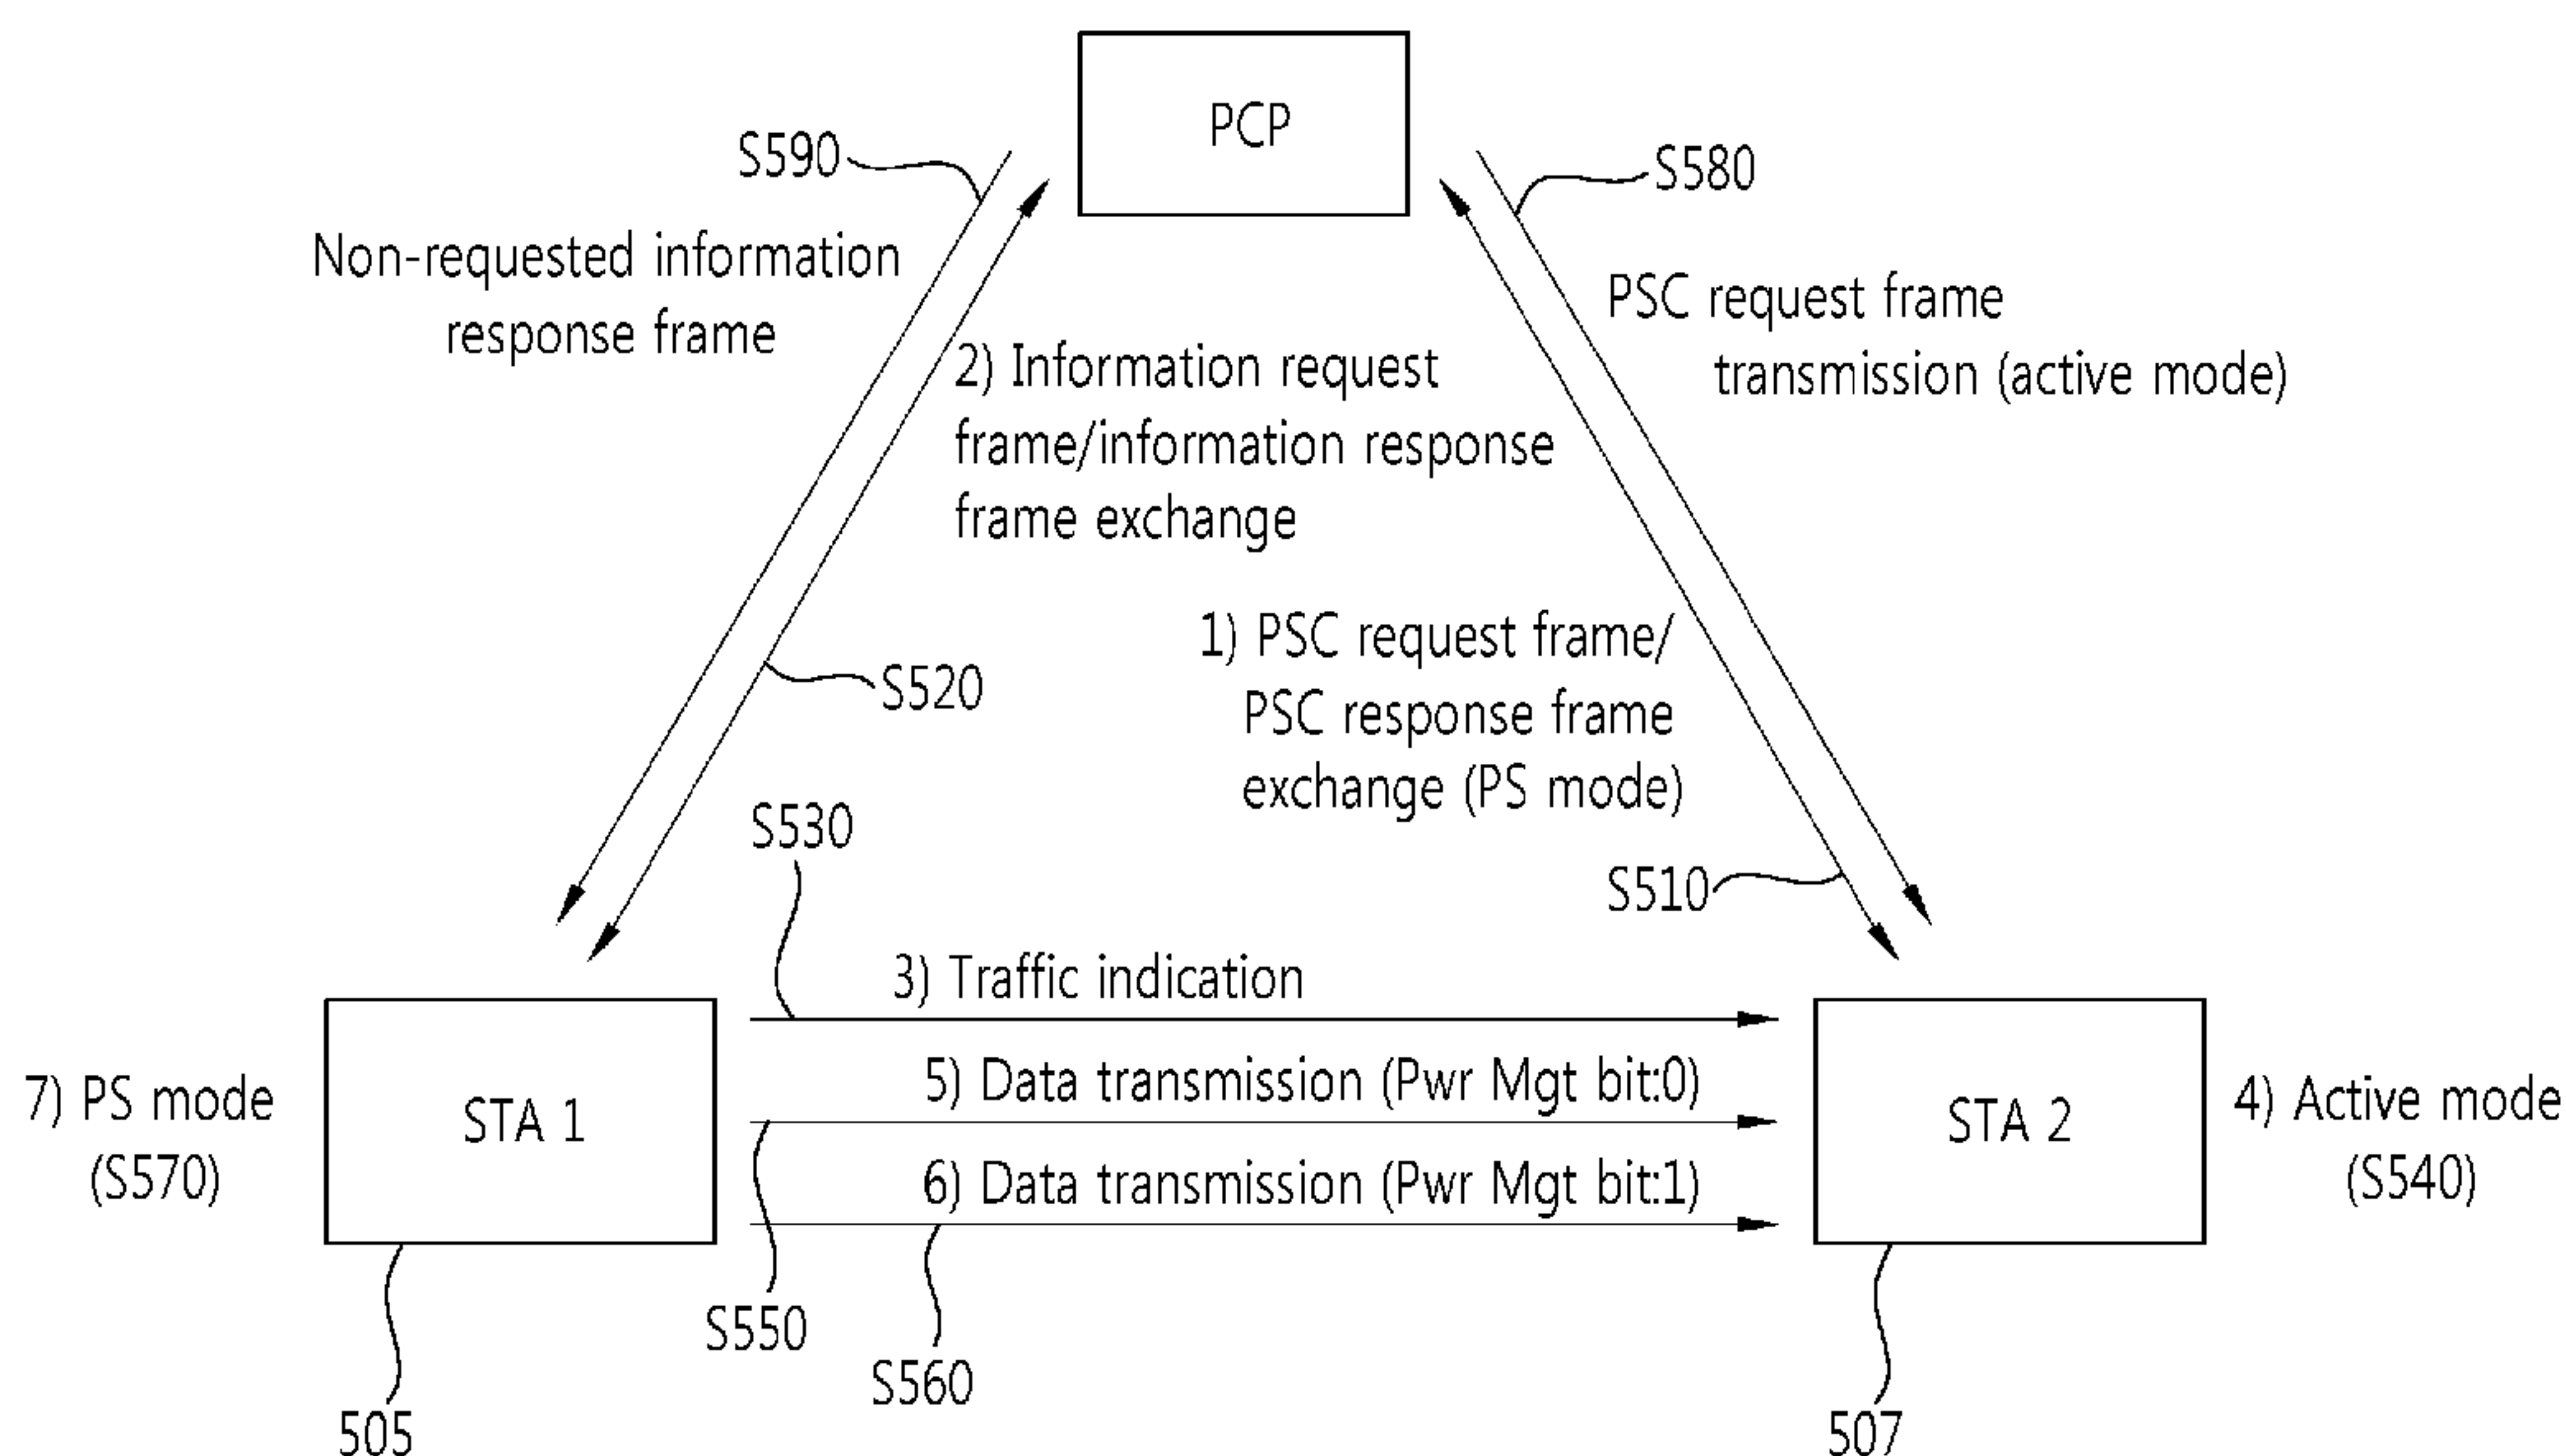 PCP
S590
S580
Non-requested information
response frame
PSC request frame
transmission (active mode)
2) Information request
frame/information response
frame exchange
1) PSC request frame/
PSC response frame
exchange (PS mode)
S520
S530
S510
3) Traffic indication
7) PS mode
(S570)
STA 1
5) Data transmission (Pwr Mgt bit:0)
6) Data transmission (Pwr Mgt bit:1)
STA 2
4) Active mode
(S540)
S550
S560
505
507